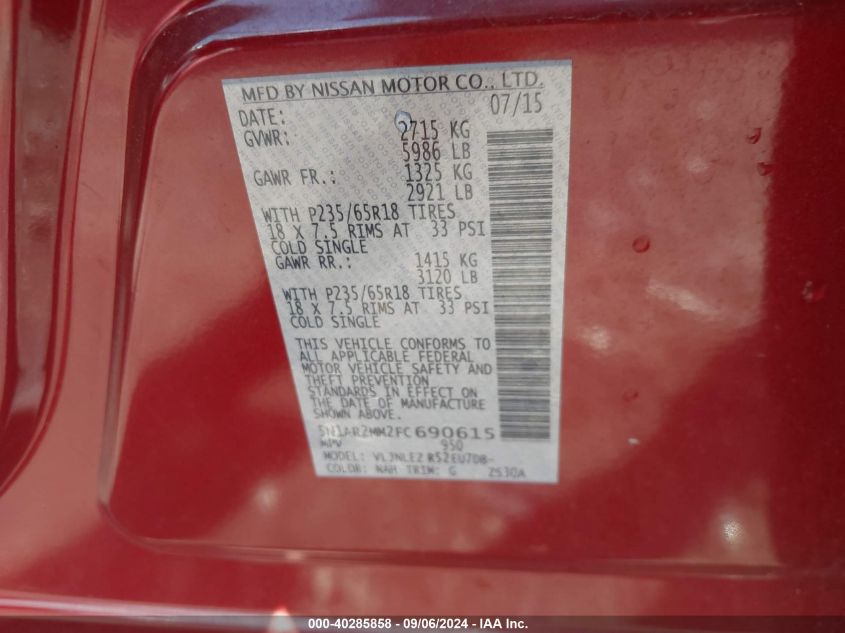 MFD BY NISSAN MOTOR CO., LTD.
DATE: 07/15
GVWR: 2715 KG
5986 LB
GAWR FR.: 1325 KG
2921 LB
WITH P235/65R18 TIRES
18 X 7.5 RIMS AT 33 PSI
COLD SINGLE
GAWR RR.: 1415 KG
3120 LB
WITH P235/65R18 TIRES
18 X 7.5 RIMS AT 33 PSI
COLD SINGLE
THIS VEHICLE CONFORMS TO
ALL APPLICABLE FEDERAL
MOTOR VEHICLE SAFETY AND
THEFT PREVENTION
STANDARDS IN EFFECT ON
THE DATE OF MANUFACTURE
SHOWN ABOVE.
5N1AR2MM2FC690615
MPV 950
MODEL: VLJNLEZ R52EU7DB-
COLOR: NAH TRIM: G 2S30A
000-40285858 - 09/06/2024 - IAA Inc.